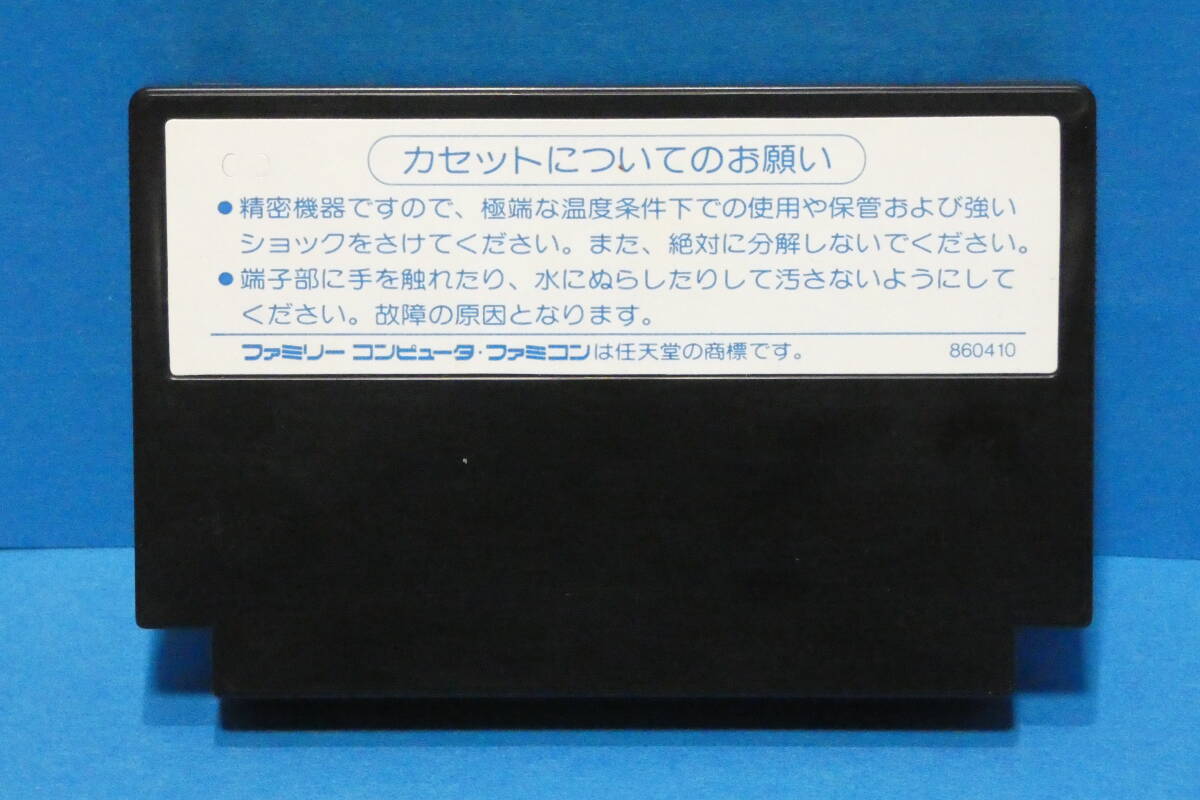 カセットについてのお願い
●精密機器ですので、極端な温度条件下での使用や保管および強い
ショックをさけてください。また、絶対に分解しないでください。
●端子部に手を触れたり、水にぬらしたりして汚さないようにして
ください。故障の原因となります。
ファミリー コンピュータ・ファミコンは任天堂の商標です。 860410